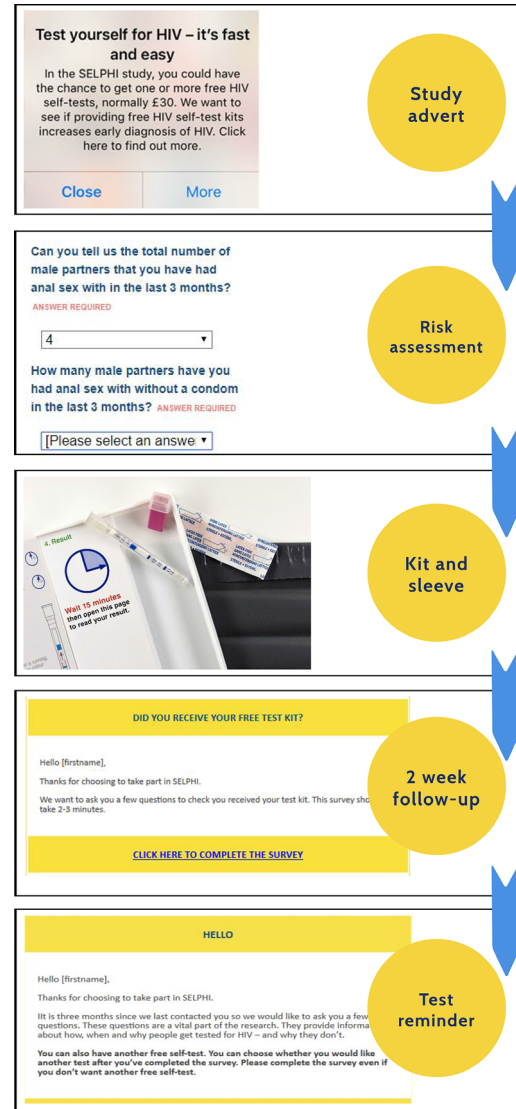 Test yourself for HIV – it's fast
and easy
In the SELPHI study, you could have
the chance to get one or more free HIV
self-tests, normally £30. We want to
see if providing free HIV self-test kits
increases early diagnosis of HIV. Click
here to find out more.
Close More
Study
advert
Can you tell us the total number of
male partners that you have had
anal sex with in the last 3 months?
ANSWER REQUIRED
4
How many male partners have you
had anal sex with without a condom
in the last 3 months? ANSWER REQUIRED
[Please select an answe
Risk
assessment
4. Result
Wait 15 minutes
then open this page
to read your result.
Kit and
sleeve
DID YOU RECEIVE YOUR FREE TEST KIT?
Hello [firstname],
Thanks for choosing to take part in SELPHI.
We want to ask you a few questions to check you received your test kit. This survey sho
take 2-3 minutes.
CLICK HERE TO COMPLETE THE SURVEY
2 week
follow-up
HELLO
Hello [firstname],
Thanks for choosing to take part in SELPHI.
IIt is three months since we last contacted you so we would like to ask you a few
questions. These questions are a vital part of the research. They provide informa
about how, when and why people get tested for HIV – and why they don't.
You can also have another free self-test. You can choose whether you would like
another test after you've completed the survey. Please complete the survey even if
you don't want another free self-test.
Test
reminder